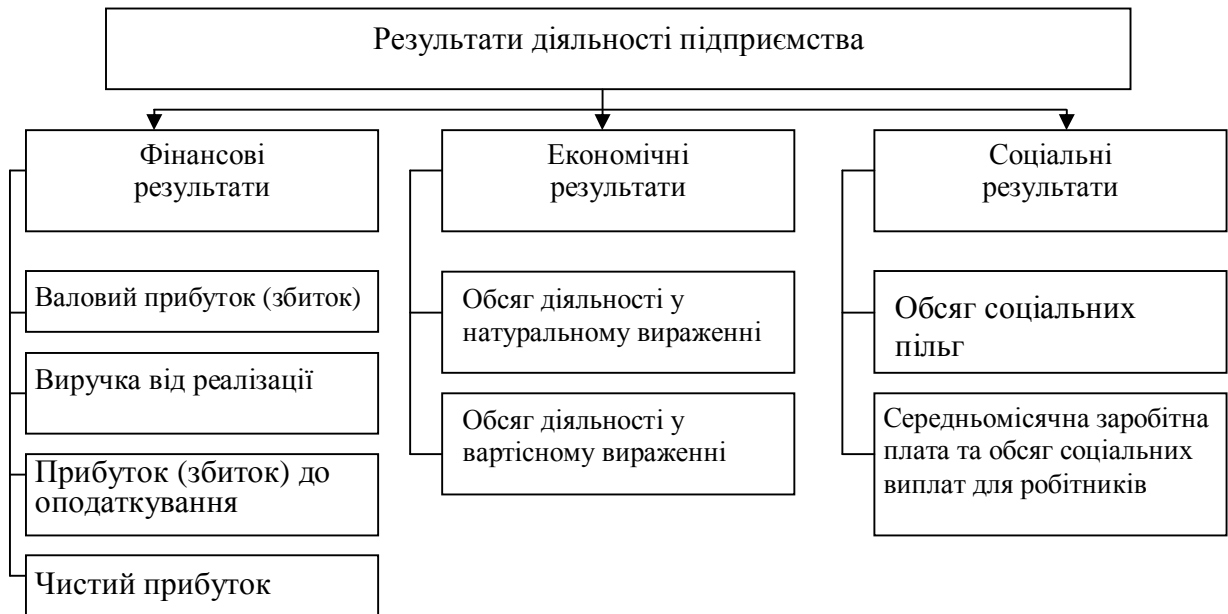 Результати діяльності підприємства
Фінансові
результати
Економічні
результати
Соціальні
результати
Валовий прибуток (збиток)
Виручка від реалізації
Прибуток (збиток) до
оподаткування
Чистий прибуток
Обсяг діяльності у
натуральному вираженні
Обсяг діяльності у
вартісному вираженні
Обсяг соціальних
пільг
Середньомісячна заробітна
плата та обсяг соціальних
виплат для робітників